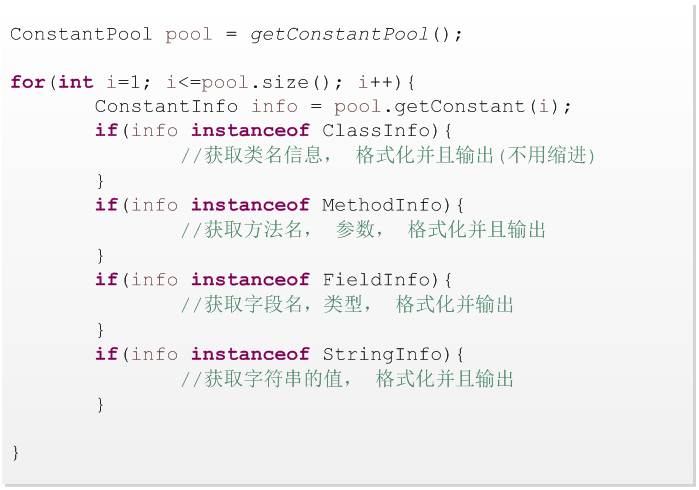 ConstantPool pool = getConstantPool();
for(int i=1; i<=pool.size(); i++){
ConstantInfo info = pool.getConstant(i);
if(info instanceof ClassInfo){
//获取类名信息， 格式化并且输出(不用缩进)
}
if(info instanceof MethodInfo){
//获取方法名， 参数， 格式化并且输出
}
if(info instanceof FieldInfo){
//获取字段名，类型， 格式化并输出
}
if(info instanceof StringInfo){
//获取字符串的值， 格式化并且输出
}
}